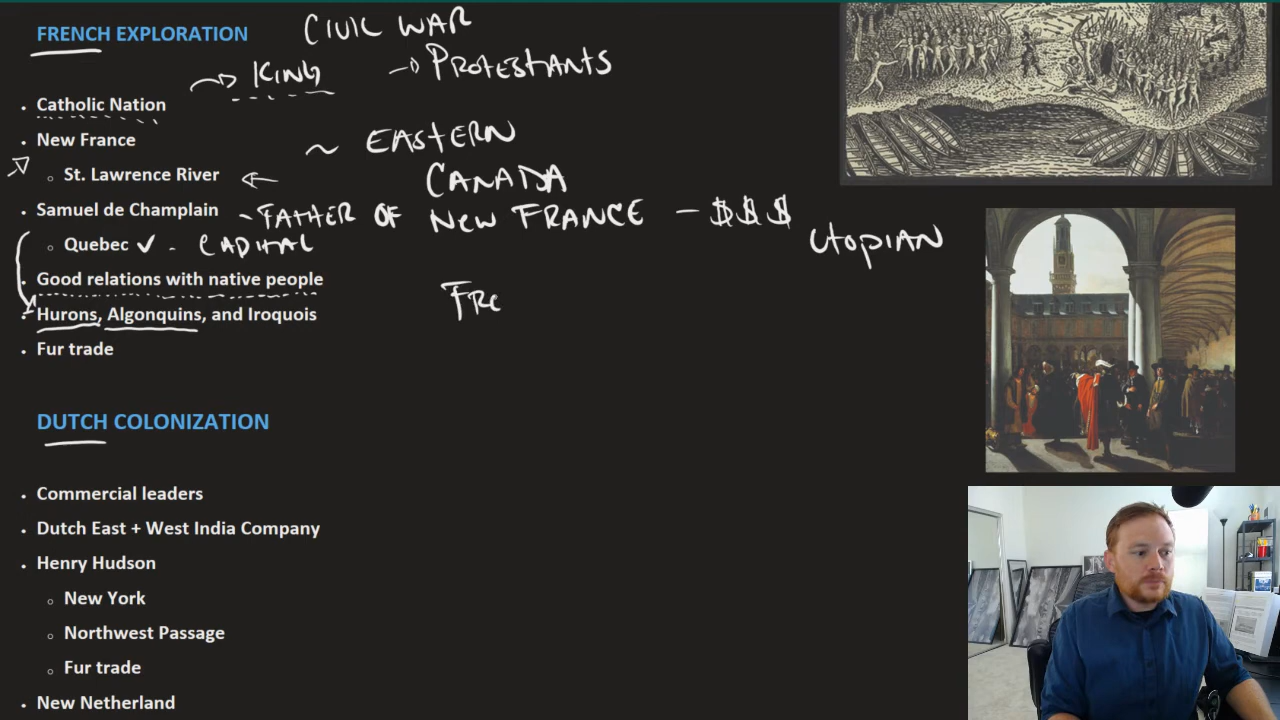 FRENCH EXPLORATION CIVIL WAR
KING → PROTESTANTS
• Catholic Nation
• New France ~ EASTERN
○ St. Lawrence River ← CANADA
• Samuel de Champlain - FATHER OF NEW FRANCE - $$$
UTOPIAN
○ Quebec ✓ - CAPITAL
• Good relations with native people
FRE
• Hurons, Algonquins, and Iroquois
• Fur trade
DUTCH COLONIZATION
• Commercial leaders
• Dutch East + West India Company
• Henry Hudson
○ New York
○ Northwest Passage
○ Fur trade
• New Netherland